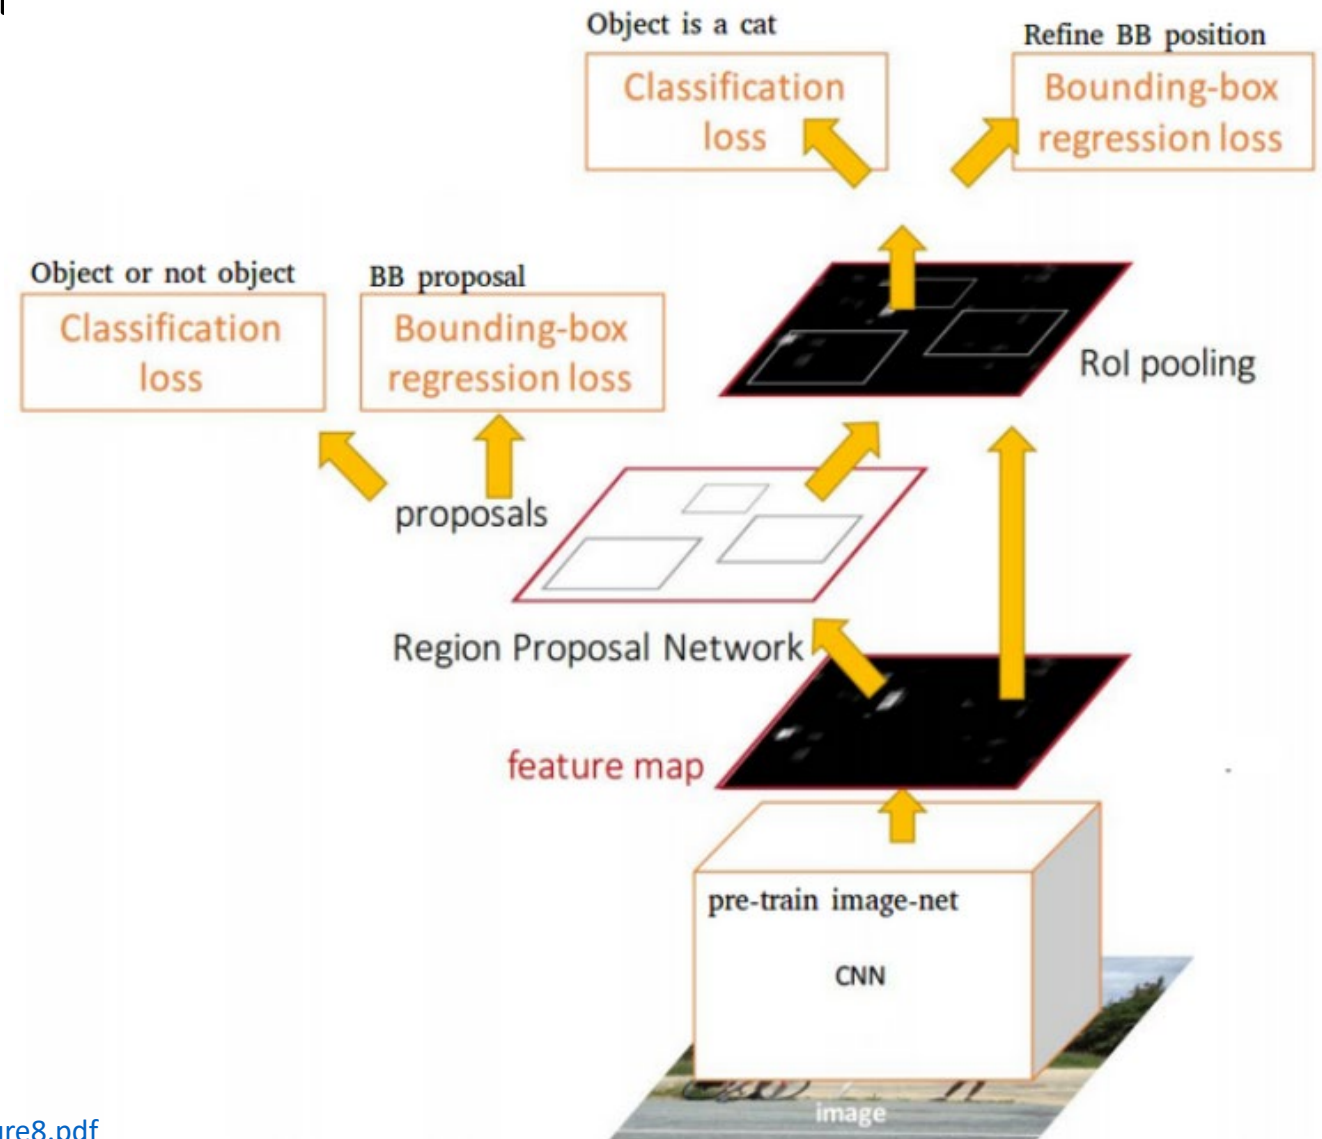 Object is a cat
Refine BB position
Classification
loss
Bounding-box
regression loss
Object or not object
BB proposal
Classification
loss
Bounding-box
regression loss
RoI pooling
proposals
Region Proposal Network
feature map
pre-train image-net
CNN
image
ure8.pdf